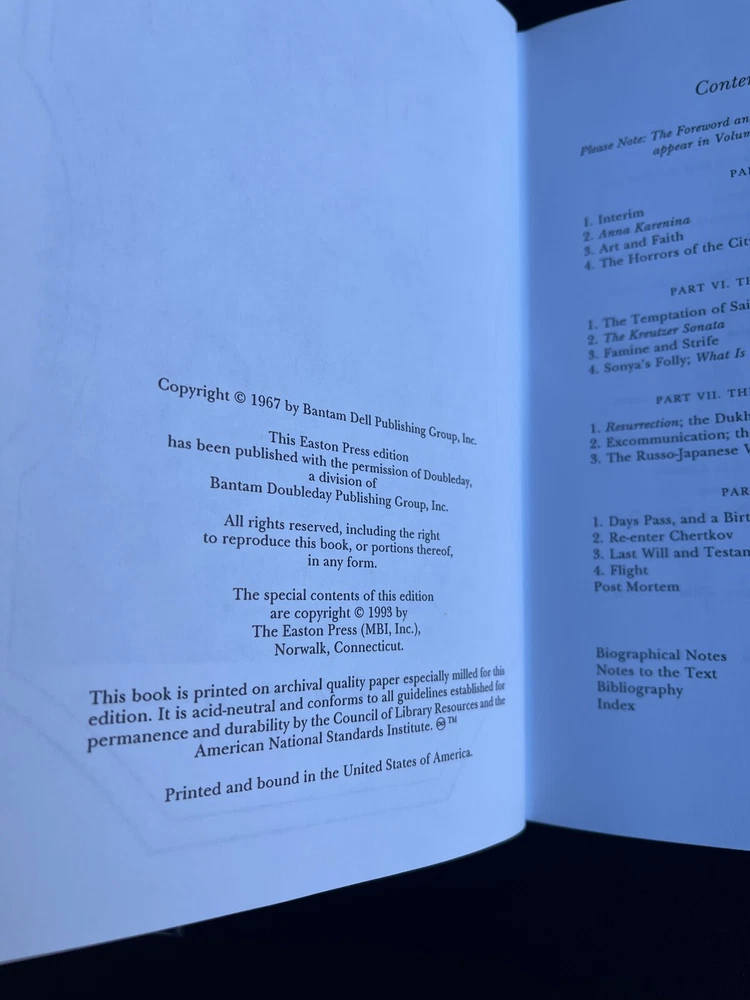 Copyright © 1967 by Bantam Dell Publishing Group, Inc.
This Easton Press edition
has been published with the permission of Doubleday,
a division of
Bantam Doubleday Publishing Group, Inc.
All rights reserved, including the right
to reproduce this book, or portions thereof,
in any form.
The special contents of this edition
are copyright © 1993 by
The Easton Press (MBI, Inc.),
Norwalk, Connecticut.
This book is printed on archival quality paper especially milled for this
edition. It is acid-neutral and conforms to all guidelines established for
permanence and durability by the Council of Library Resources and the
American National Standards Institute. ♾™
Printed and bound in the United States of America.
Conte
Please Note: The Foreword an
appear in Volum
PA
1. Interim
2. Anna Karenina
3. Art and Faith
4. The Horrors of the Cit
PART VI. TH
1. The Temptation of Sai
2. The Kreutzer Sonata
3. Famine and Strife
4. Sonya's Folly; What Is
PART VII. THE
1. Resurrection; the Dukh
2. Excommunication; th
3. The Russo-Japanese
PAR
1. Days Pass, and a Birt
2. Re-enter Chertkov
3. Last Will and Testan
4. Flight
Post Mortem
Biographical Notes
Notes to the Text
Bibliography
Index